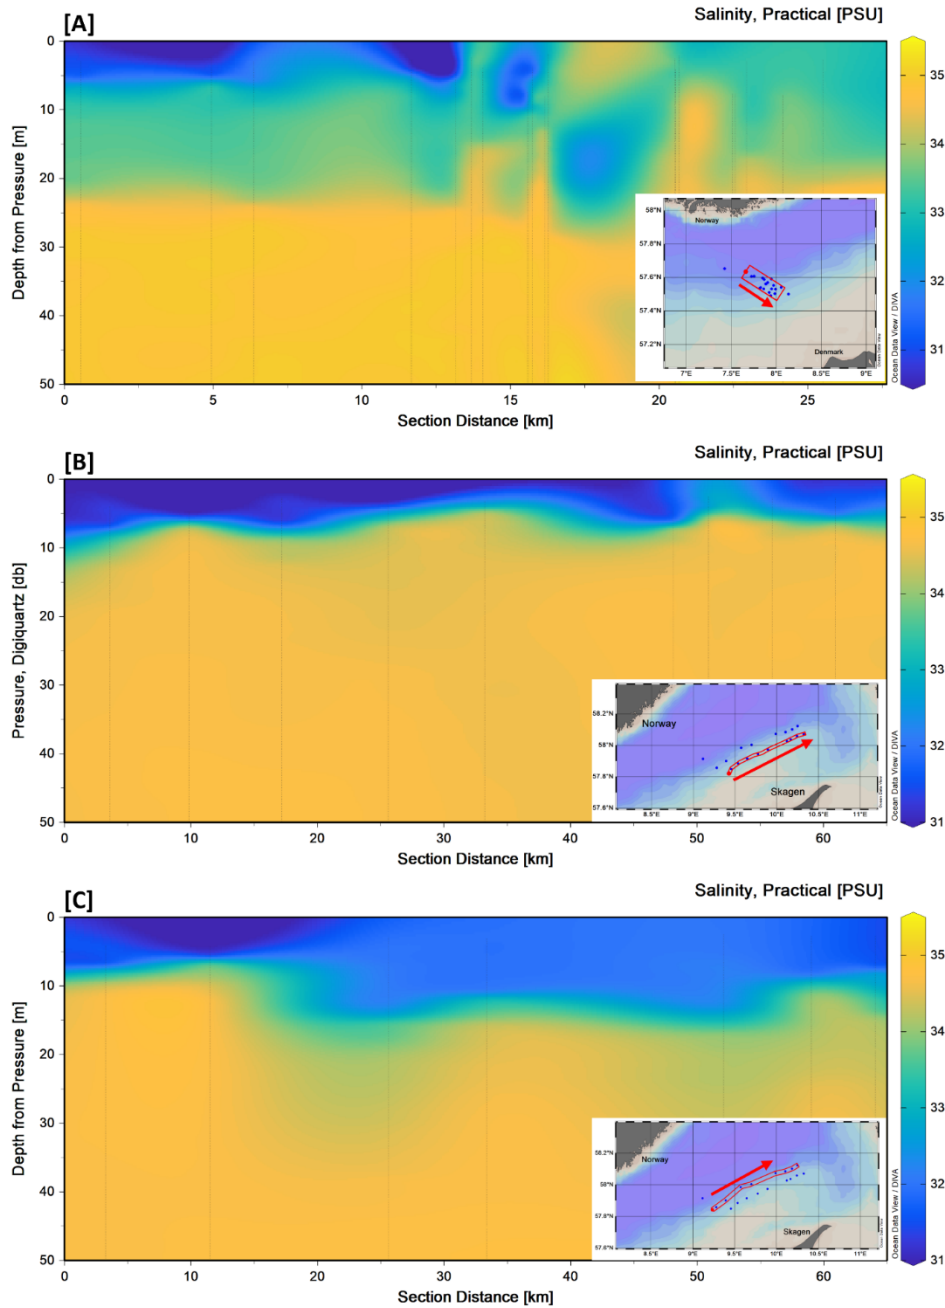 [A]
Salinity, Practical [PSU]
0
10
20
30
40
50
Depth from Pressure [m]
0
5
10
15
20
25
Section Distance [km]
35
34
33
32
31
Ocean Data View / DIVA
58°N
57.8°N
57.6°N
57.4°N
57.2°N
7°E
7.5°E
8°E
8.5°E
9°E
Norway
Denmark
[B]
Salinity, Practical [PSU]
0
10
20
30
40
50
Pressure, Digiquartz [db]
0
10
20
30
40
50
60
Section Distance [km]
35
34
33
32
31
Ocean Data View / DIVA
58.2°N
58°N
57.8°N
57.6°N
8.5°E
9°E
9.5°E
10°E
10.5°E
11°E
Norway
Skagen
[C]
Salinity, Practical [PSU]
0
10
20
30
40
50
Depth from Pressure [m]
0
10
20
30
40
50
60
Section Distance [km]
35
34
33
32
31
Ocean Data View / DIVA
58.2°N
58°N
57.8°N
57.6°N
8.5°E
9°E
9.5°E
10°E
10.5°E
11°E
Norway
Skagen